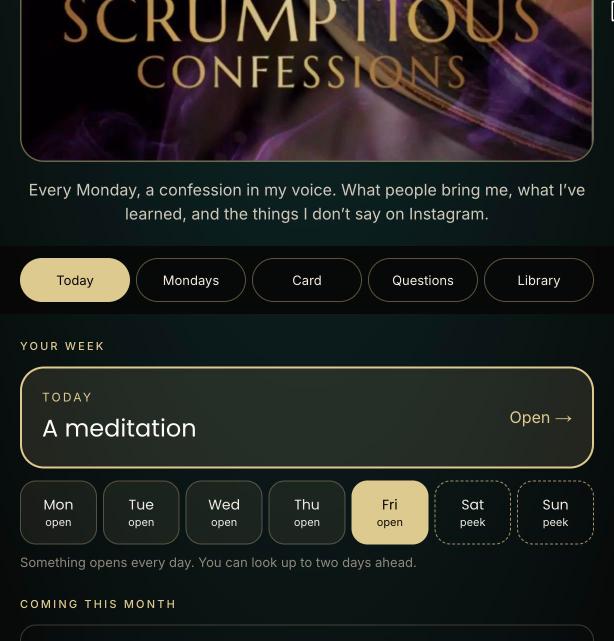 SCRUMPTIOUS
CONFESSIONS
Every Monday, a confession in my voice. What people bring me, what I’ve
learned, and the things I don’t say on Instagram.
Today Mondays Card Questions Library
YOUR WEEK
TODAY
A meditation
Open →
Mon Tue Wed Thu Fri Sat Sun
open open open open open peek peek
Something opens every day. You can look up to two days ahead.
COMING THIS MONTH